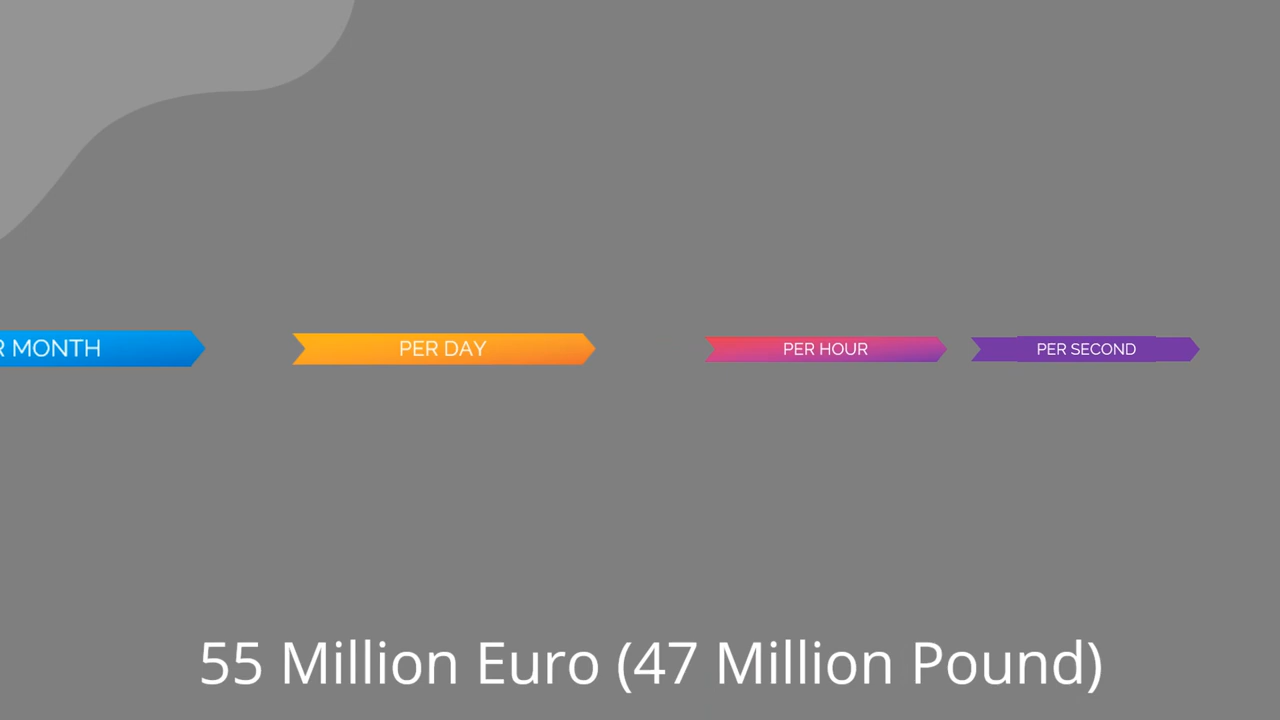 R MONTH
PER DAY
PER HOUR
PER SECOND
55 Million Euro (47 Million Pound)